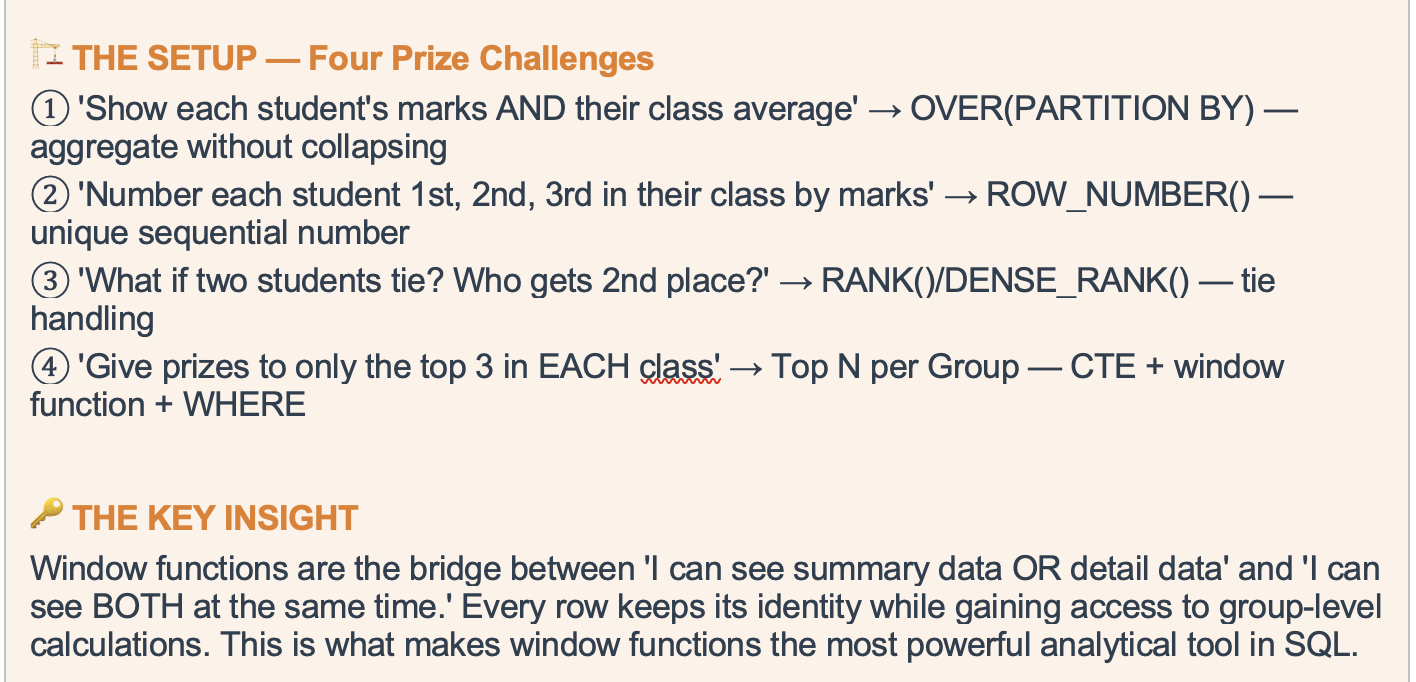 🏗️ THE SETUP — Four Prize Challenges
① 'Show each student's marks AND their class average' → OVER(PARTITION BY) —
aggregate without collapsing
② 'Number each student 1st, 2nd, 3rd in their class by marks' → ROW_NUMBER() —
unique sequential number
③ 'What if two students tie? Who gets 2nd place?' → RANK()/DENSE_RANK() — tie
handling
④ 'Give prizes to only the top 3 in EACH class' → Top N per Group — CTE + window
function + WHERE
🔑 THE KEY INSIGHT
Window functions are the bridge between 'I can see summary data OR detail data' and 'I can
see BOTH at the same time.' Every row keeps its identity while gaining access to group-level
calculations. This is what makes window functions the most powerful analytical tool in SQL.